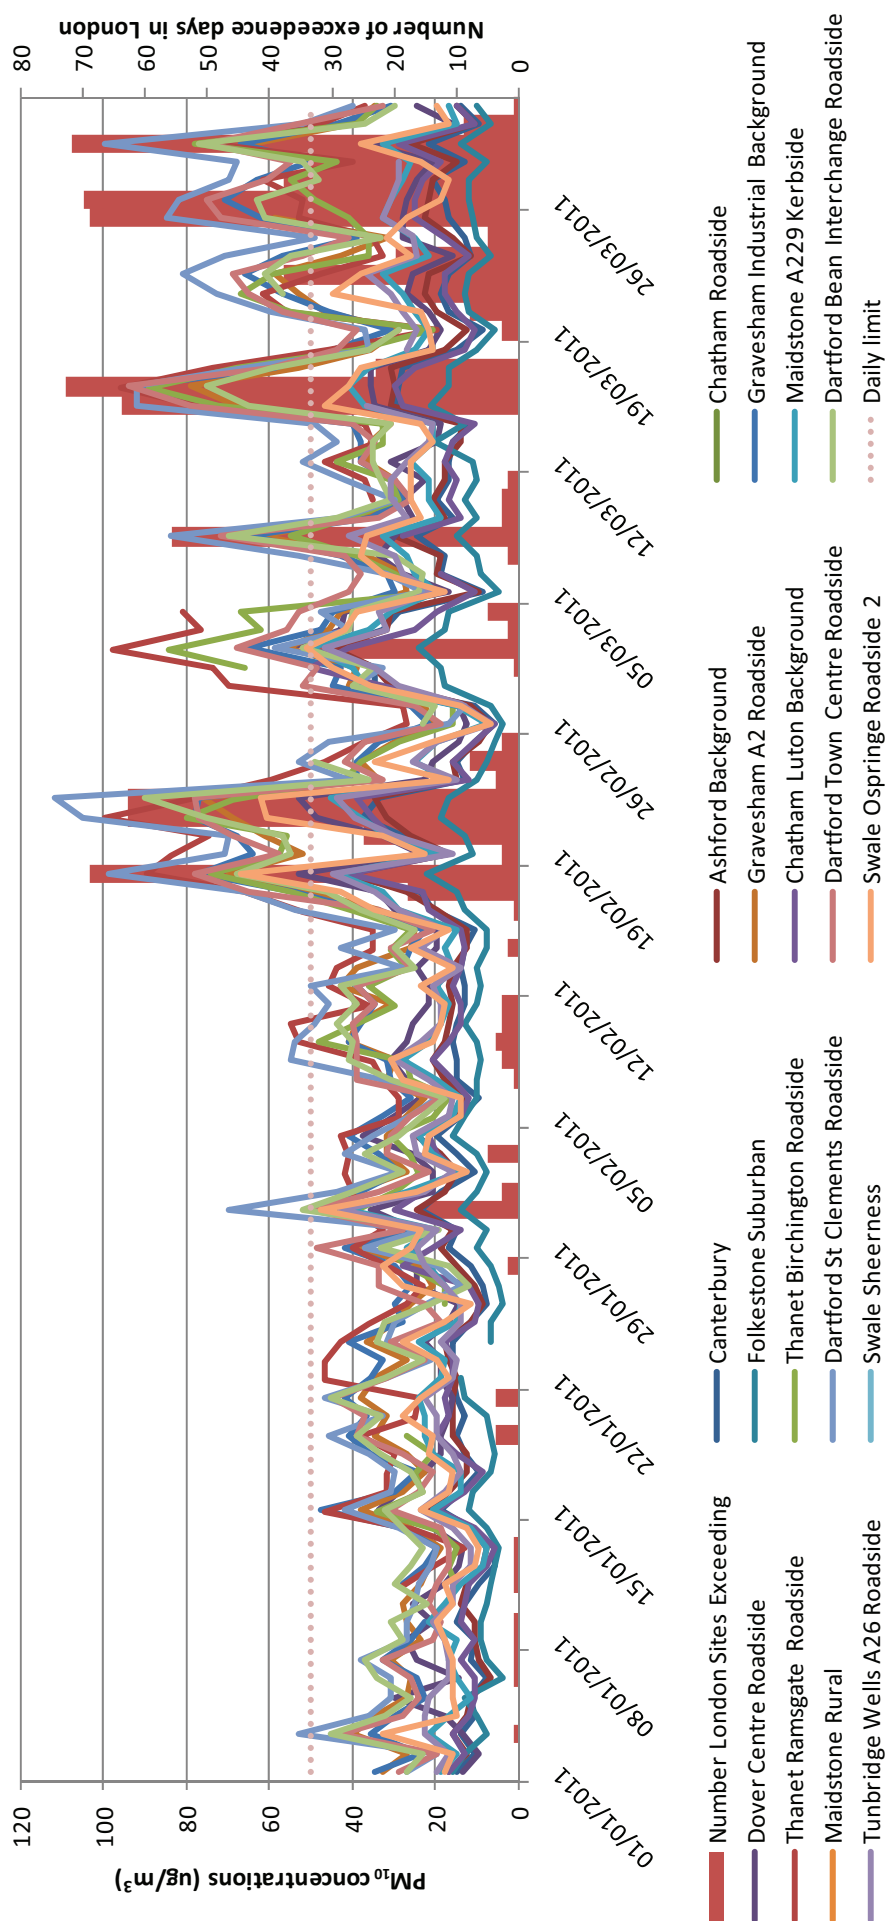 PM10 concentrations (ug/m3)
120
100
80
60
40
20
0
Number of exceedence days in London
80
70
60
50
40
30
20
10
0
01/01/2011
08/01/2011
15/01/2011
22/01/2011
29/01/2011
05/02/2011
12/02/2011
19/02/2011
26/02/2011
05/03/2011
12/03/2011
19/03/2011
26/03/2011
Number London Sites Exceeding
Canterbury
Ashford Background
Chatham Roadside
Dover Centre Roadside
Folkestone Suburban
Gravesham A2 Roadside
Gravesham Industrial Background
Thanet Ramsgate Roadside
Thanet Birchington Roadside
Chatham Luton Background
Maidstone A229 Kerbside
Maidstone Rural
Dartford St Clements Roadside
Dartford Town Centre Roadside
Dartford Bean Interchange Roadside
Tunbridge Wells A26 Roadside
Swale Sheerness
Swale Ospringe Roadside 2
Daily limit